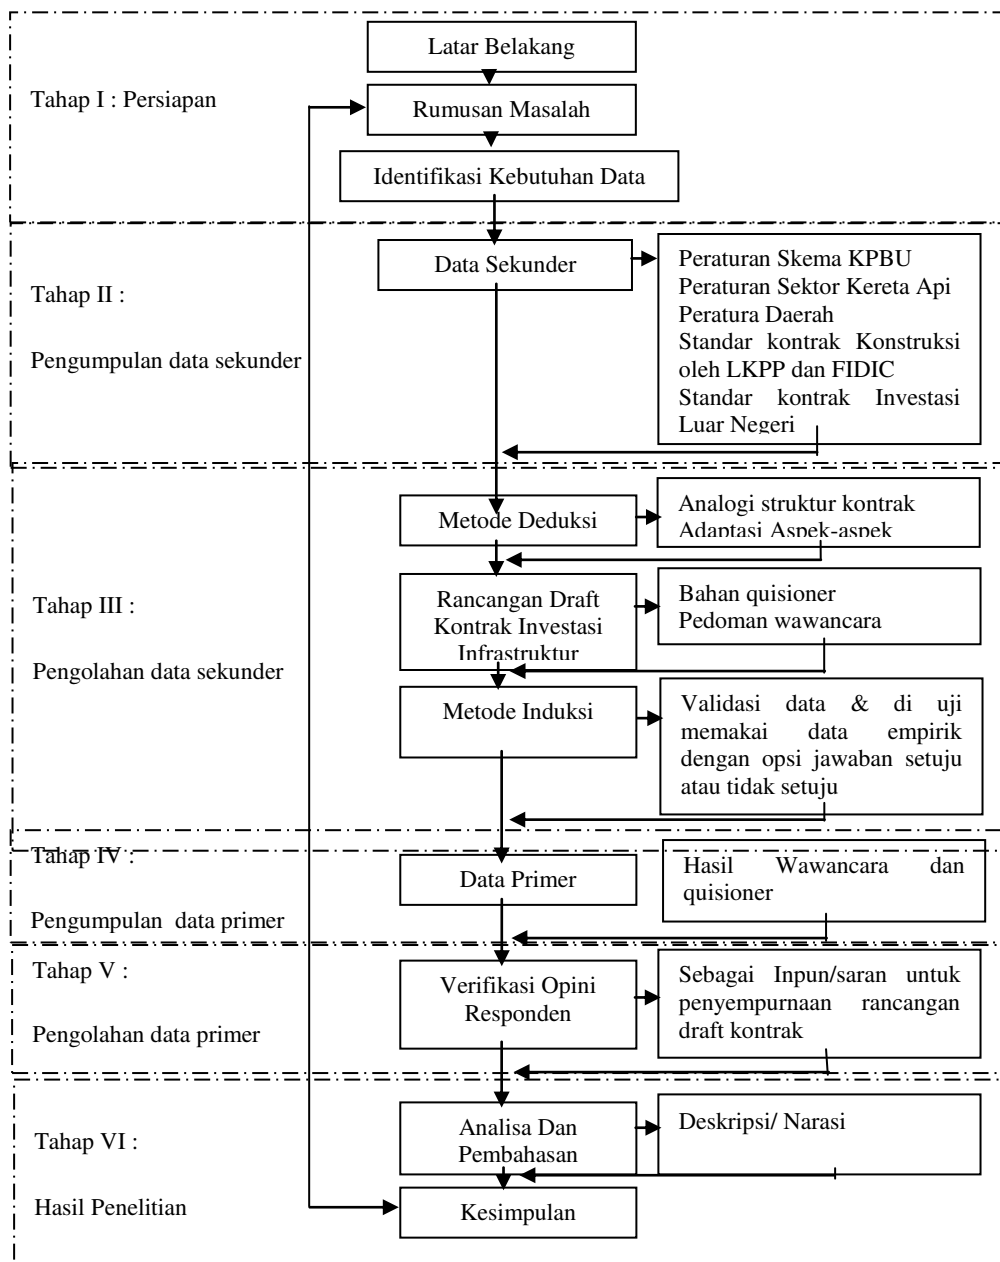 Latar Belakang
Tahap I : Persiapan
Rumusan Masalah
Identifikasi Kebutuhan Data
Tahap II :
Pengumpulan data sekunder
Data Sekunder
Peraturan Skema KPBU
Peraturan Sektor Kereta Api
Peratura Daerah
Standar kontrak Konstruksi
oleh LKPP dan FIDIC
Standar kontrak Investasi
Luar Negeri
Tahap III :
Pengolahan data sekunder
Metode Deduksi
Analogi struktur kontrak
Adaptasi Aspek-aspek
Rancangan Draft
Kontrak Investasi
Infrastruktur
Bahan quisioner
Pedoman wawancara
Metode Induksi
Validasi data & di uji
memakai data empirik
dengan opsi jawaban setuju
atau tidak setuju
Tahap IV :
Pengumpulan data primer
Data Primer
Hasil Wawancara dan
quisioner
Tahap V :
Pengolahan data primer
Verifikasi Opini
Responden
Sebagai Inpun/saran untuk
penyempurnaan rancangan
draft kontrak
Tahap VI :
Hasil Penelitian
Analisa Dan
Pembahasan
Deskripsi/ Narasi
Kesimpulan